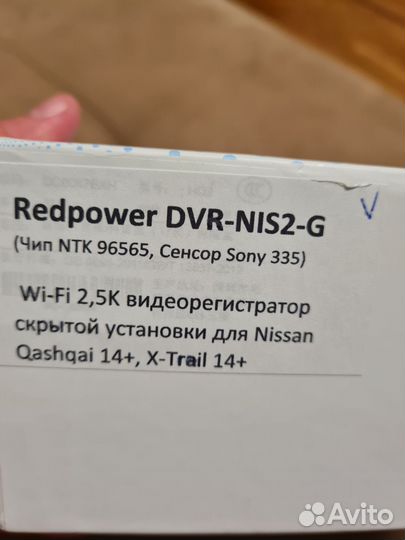 Redpower DVR-NIS2-G
(Чип NTK 96565, Сенсор Sony 335)
Wi-Fi 2,5K видеорегистратор
скрытой установки для Nissan
Qashqai 14+, X-Trail 14+
Avito